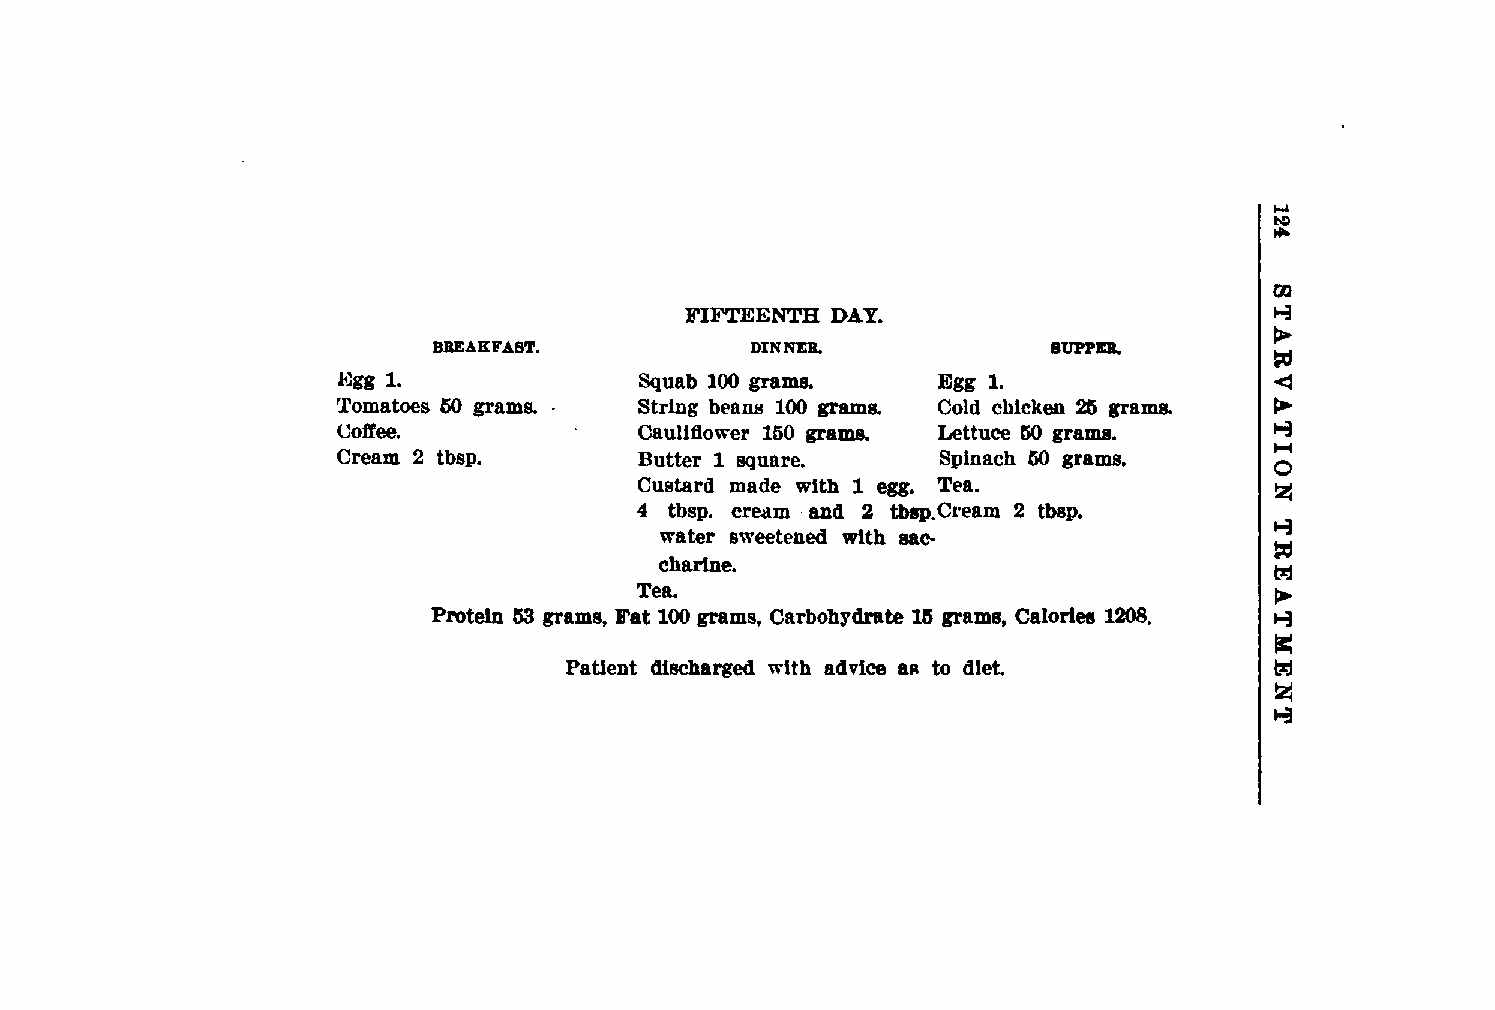 124 STARVATION TREATMENT
FIFTEENTH DAY.
BREAKFAST.
Egg 1.
Tomatoes 50 grams.
Coffee.
Cream 2 tbsp.
DINNER.
Squab 100 grams.
String beans 100 grams.
Cauliflower 150 grams.
Butter 1 square.
Custard made with 1 egg.
4 tbsp. cream and 2 tbsp.
water sweetened with sac-
charine.
Tea.
SUPPER.
Egg 1.
Cold chicken 25 grams.
Lettuce 50 grams.
Spinach 50 grams.
Tea.
Cream 2 tbsp.
Protein 53 grams, Fat 100 grams, Carbohydrate 15 grams, Calories 1208.
Patient discharged with advice as to diet.